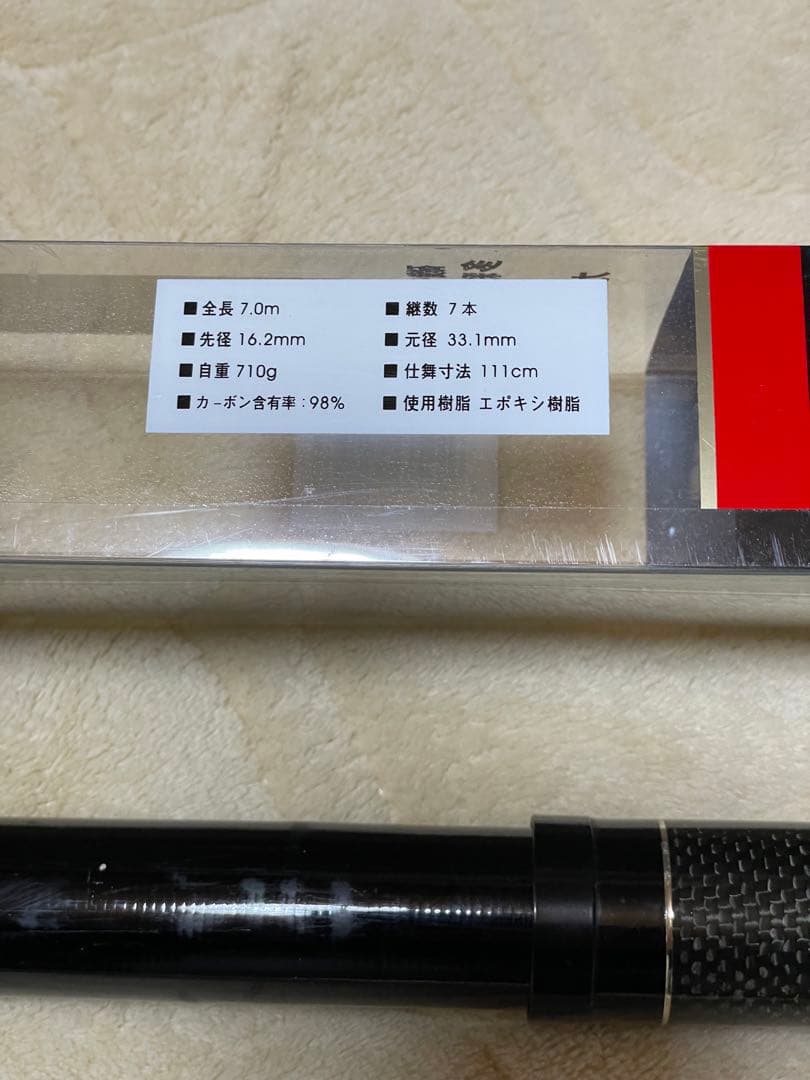 ■全長 7.0m
■先径 16.2mm
■自重 710g
■カーボン含有率:98%
■継数 7本
■元径 33.1mm
■仕舞寸法 111cm
■使用樹脂 エポキシ樹脂